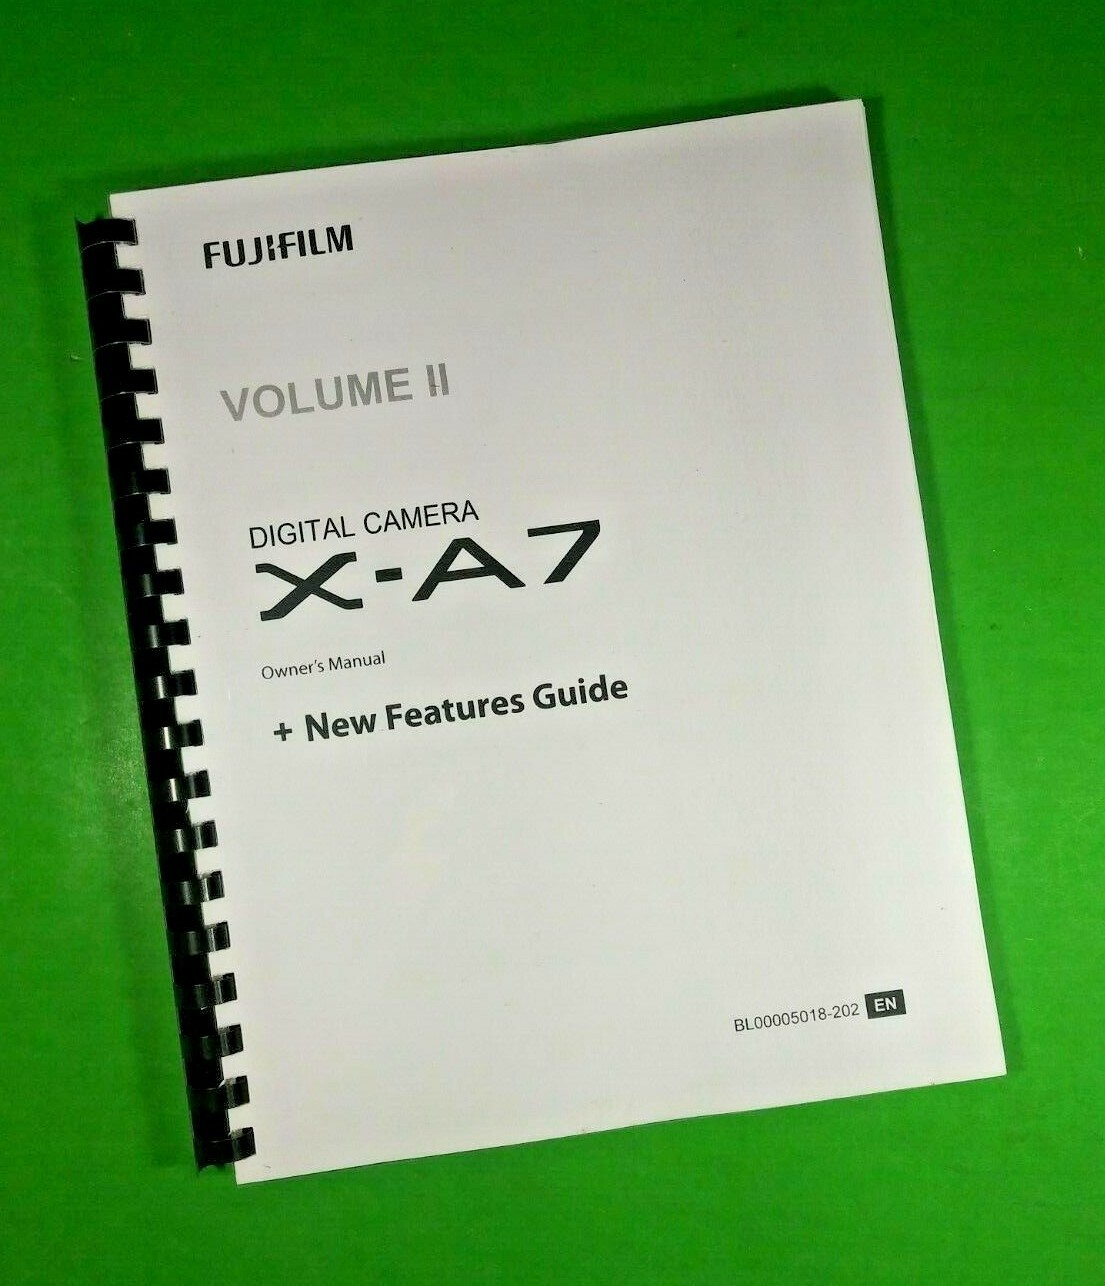 FUJIFILM
VOLUME II
DIGITAL CAMERA
X-A7
Owner's Manual
+ New Features Guide
BL00005018-202 EN